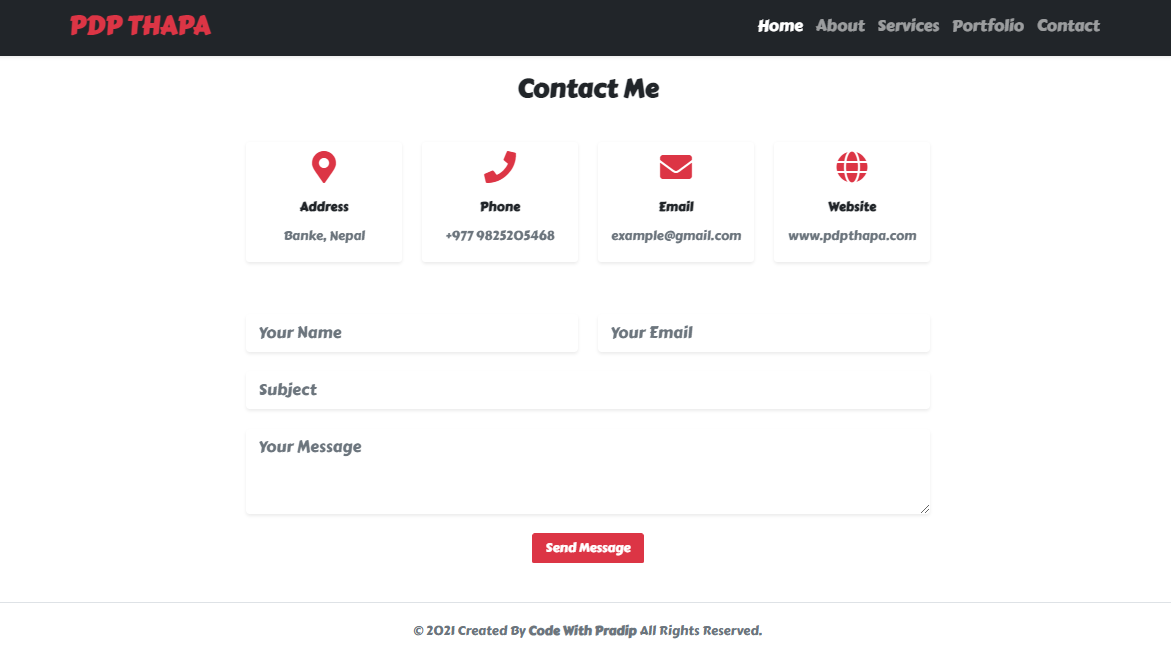 PDP THAPA
Home About Services Portfolio Contact
Contact Me
Address Phone Email Website
Banke, Nepal +977 9825205468 example@gmail.com www.pdpthapa.com
Your Name Your Email
Subject
Your Message
Send Message
© 2021 Created By Code With Pradip All Rights Reserved.